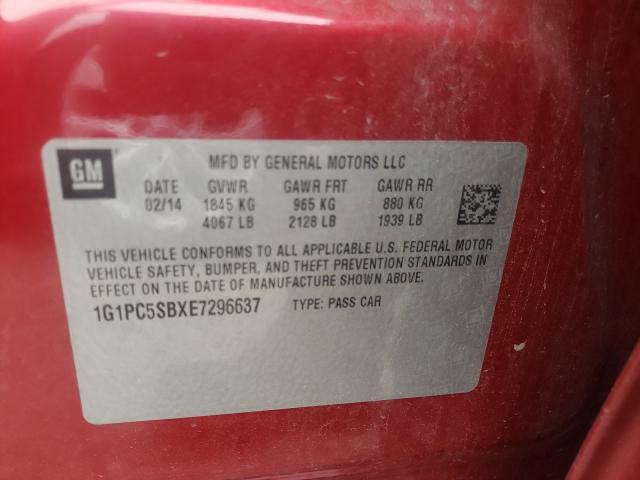 GM
MFD BY GENERAL MOTORS LLC
DATE GVWR GAWR FRT GAWR RR
02/14 1845 KG 965 KG 880 KG
4067 LB 2128 LB 1939 LB
THIS VEHICLE CONFORMS TO ALL APPLICABLE U.S. FEDERAL MOTOR
VEHICLE SAFETY, BUMPER, AND THEFT PREVENTION STANDARDS IN
EFFECT ON THE DATE OF MANUFACTURE SHOWN ABOVE.
1G1PC5SBXE7296637 TYPE: PASS CAR